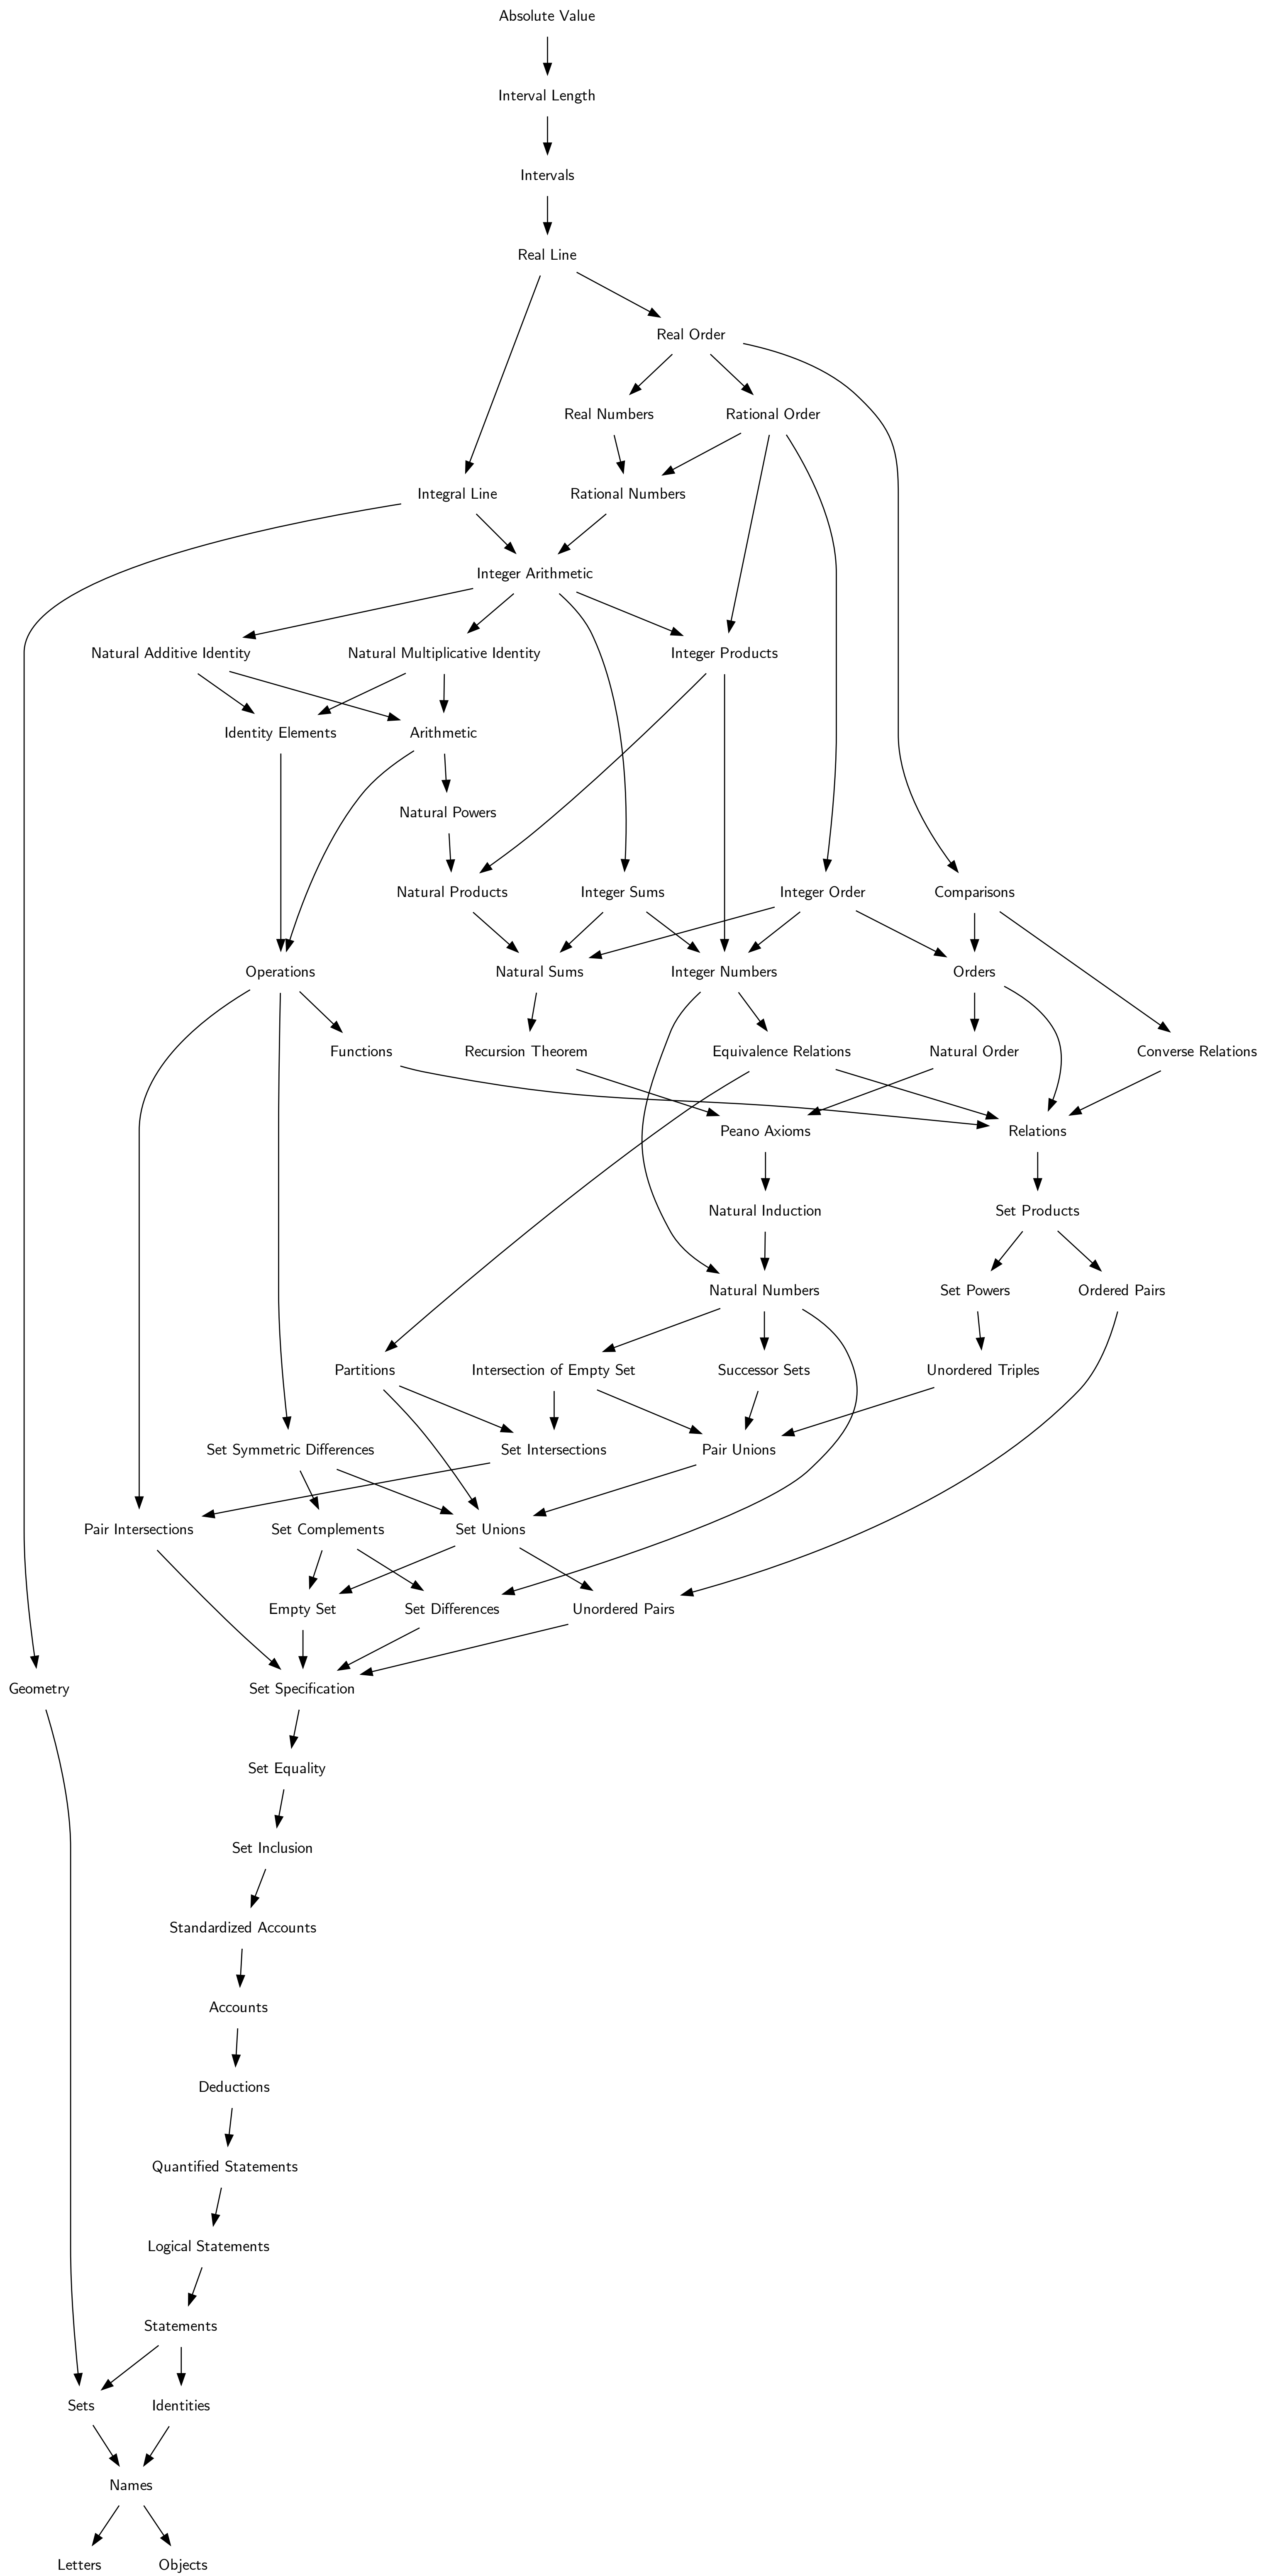 Absolute Value
Interval Length
Intervals
Real Line
Real Order
Real Numbers
Rational Order
Integral Line
Rational Numbers
Integer Arithmetic
Natural Additive Identity
Natural Multiplicative Identity
Integer Products
Identity Elements
Arithmetic
Natural Powers
Natural Products
Integer Sums
Integer Order
Comparisons
Operations
Natural Sums
Integer Numbers
Orders
Functions
Recursion Theorem
Equivalence Relations
Natural Order
Converse Relations
Peano Axioms
Relations
Natural Induction
Set Products
Natural Numbers
Set Powers
Ordered Pairs
Partitions
Intersection of Empty Set
Successor Sets
Unordered Triples
Set Symmetric Differences
Set Intersections
Pair Unions
Pair Intersections
Set Complements
Set Unions
Empty Set
Set Differences
Unordered Pairs
Geometry
Set Specification
Set Equality
Set Inclusion
Standardized Accounts
Accounts
Deductions
Quantified Statements
Logical Statements
Statements
Sets
Identities
Names
Letters
Objects